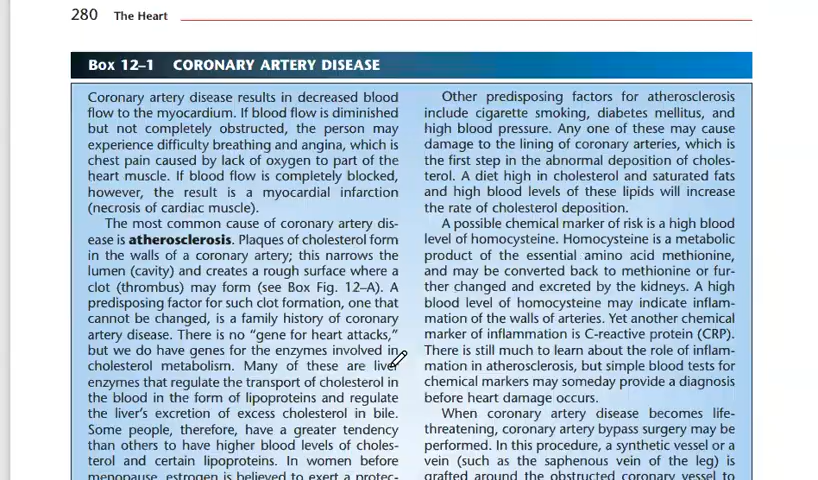 280 The Heart
Box 12–1 CORONARY ARTERY DISEASE
Coronary artery disease results in decreased blood
flow to the myocardium. If blood flow is diminished
but not completely obstructed, the person may
experience difficulty breathing and angina, which is
chest pain caused by lack of oxygen to part of the
heart muscle. If blood flow is completely blocked,
however, the result is a myocardial infarction
(necrosis of cardiac muscle).
The most common cause of coronary artery dis-
ease is atherosclerosis. Plaques of cholesterol form
in the walls of a coronary artery; this narrows the
lumen (cavity) and creates a rough surface where a
clot (thrombus) may form (see Box Fig. 12–A). A
predisposing factor for such clot formation, one that
cannot be changed, is a family history of coronary
artery disease. There is no “gene for heart attacks,”
but we do have genes for the enzymes involved in
cholesterol metabolism. Many of these are liver
enzymes that regulate the transport of cholesterol in
the blood in the form of lipoproteins and regulate
the liver’s excretion of excess cholesterol in bile.
Some people, therefore, have a greater tendency
than others to have higher blood levels of choles-
terol and certain lipoproteins. In women before
menopause, estrogen is believed to exert a protec-
Other predisposing factors for atherosclerosis
include cigarette smoking, diabetes mellitus, and
high blood pressure. Any one of these may cause
damage to the lining of coronary arteries, which is
the first step in the abnormal deposition of choles-
terol. A diet high in cholesterol and saturated fats
and high blood levels of these lipids will increase
the rate of cholesterol deposition.
A possible chemical marker of risk is a high blood
level of homocysteine. Homocysteine is a metabolic
product of the essential amino acid methionine,
and may be converted back to methionine or fur-
ther changed and excreted by the kidneys. A high
blood level of homocysteine may indicate inflam-
mation of the walls of arteries. Yet another chemical
marker of inflammation is C-reactive protein (CRP).
There is still much to learn about the role of inflam-
mation in atherosclerosis, but simple blood tests for
chemical markers may someday provide a diagnosis
before heart damage occurs.
When coronary artery disease becomes life-
threatening, coronary artery bypass surgery may be
performed. In this procedure, a synthetic vessel or a
vein (such as the saphenous vein of the leg) is
grafted around the obstructed coronary vessel to